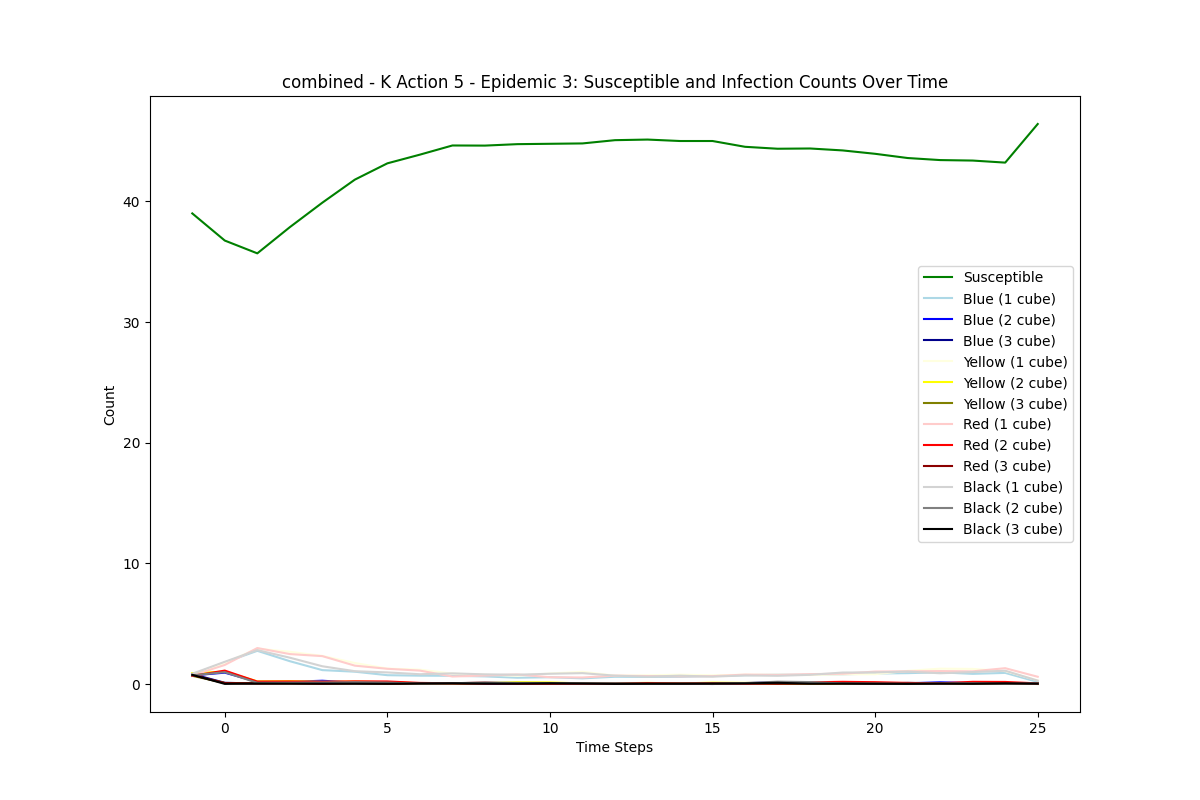 combined - K Action 5 - Epidemic 3: Susceptible and Infection Counts Over Time
Count
40
30
20
10
0
Susceptible
Blue (1 cube)
Blue (2 cube)
Blue (3 cube)
Yellow (1 cube)
Yellow (2 cube)
Yellow (3 cube)
Red (1 cube)
Red (2 cube)
Red (3 cube)
Black (1 cube)
Black (2 cube)
Black (3 cube)
0 5 10 15 20 25
Time Steps